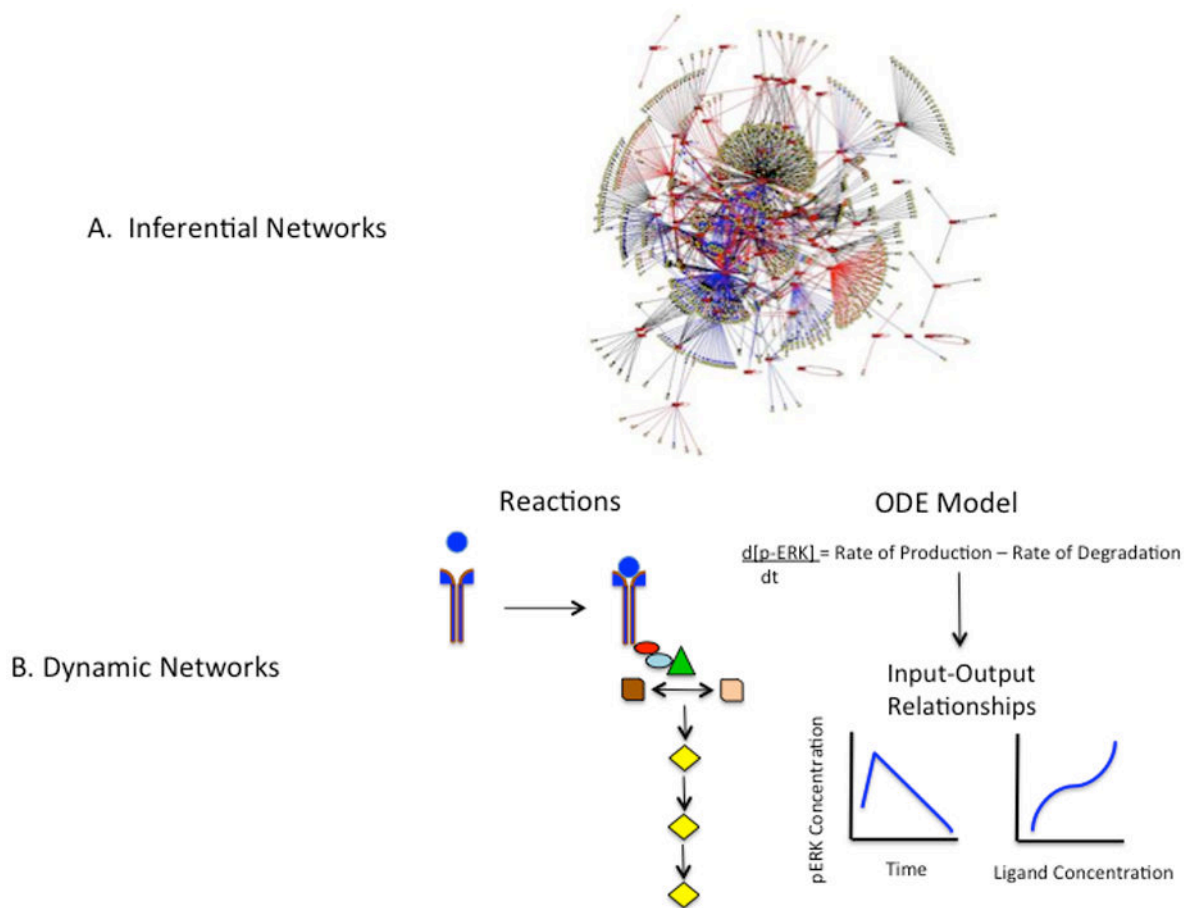 A. Inferential Networks
Reactions
ODE Model
d[p-ERK] = Rate of Production – Rate of Degradation
dt
B. Dynamic Networks
Input-Output
Relationships
pERK Concentration
Time
Ligand Concentration